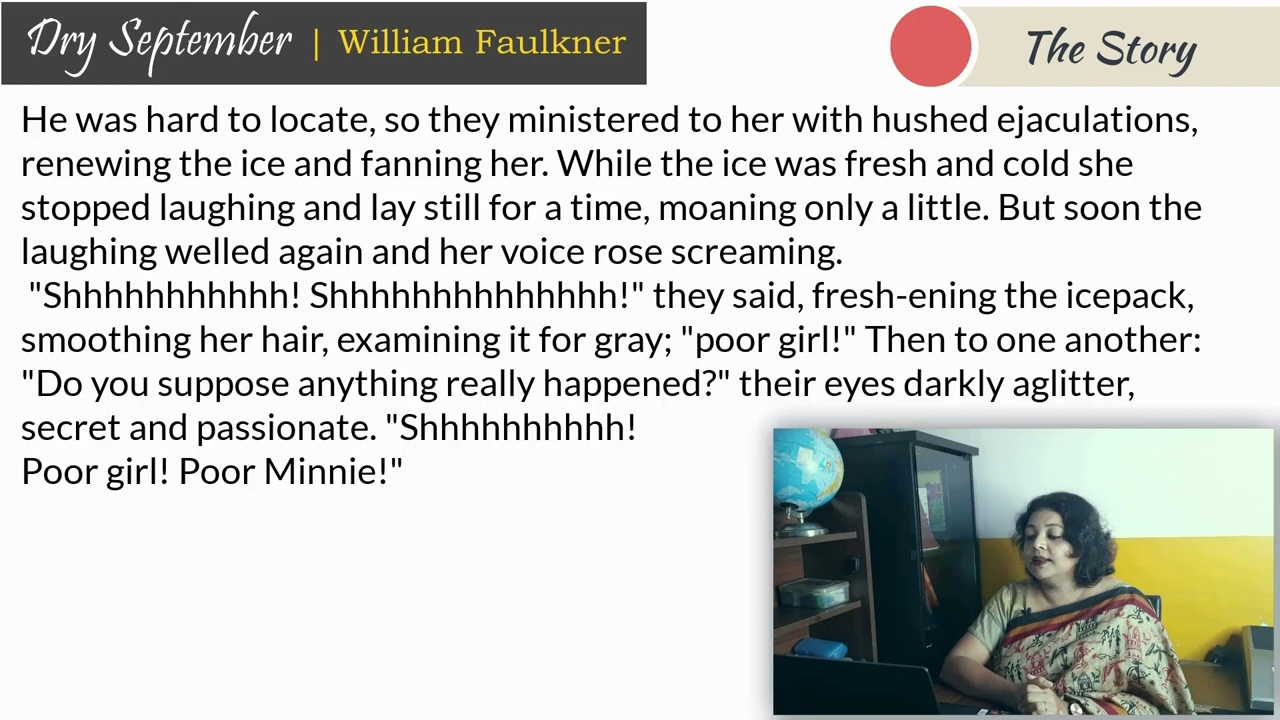 Dry September | William Faulkner
The Story
He was hard to locate, so they ministered to her with hushed ejaculations,
renewing the ice and fanning her. While the ice was fresh and cold she
stopped laughing and lay still for a time, moaning only a little. But soon the
laughing welled again and her voice rose screaming.
"Shhhhhhhhhhh! Shhhhhhhhhhhhhh!" they said, fresh-ening the icepack,
smoothing her hair, examining it for gray; "poor girl!" Then to one another:
"Do you suppose anything really happened?" their eyes darkly aglitter,
secret and passionate. "Shhhhhhhhhh!
Poor girl! Poor Minnie!"